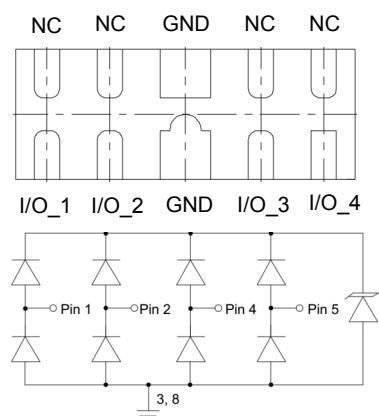 NC NC GND NC NC
I/O_1 I/O_2 GND I/O_3 I/O_4
Pin 1 Pin 2 Pin 4 Pin 5
3, 8